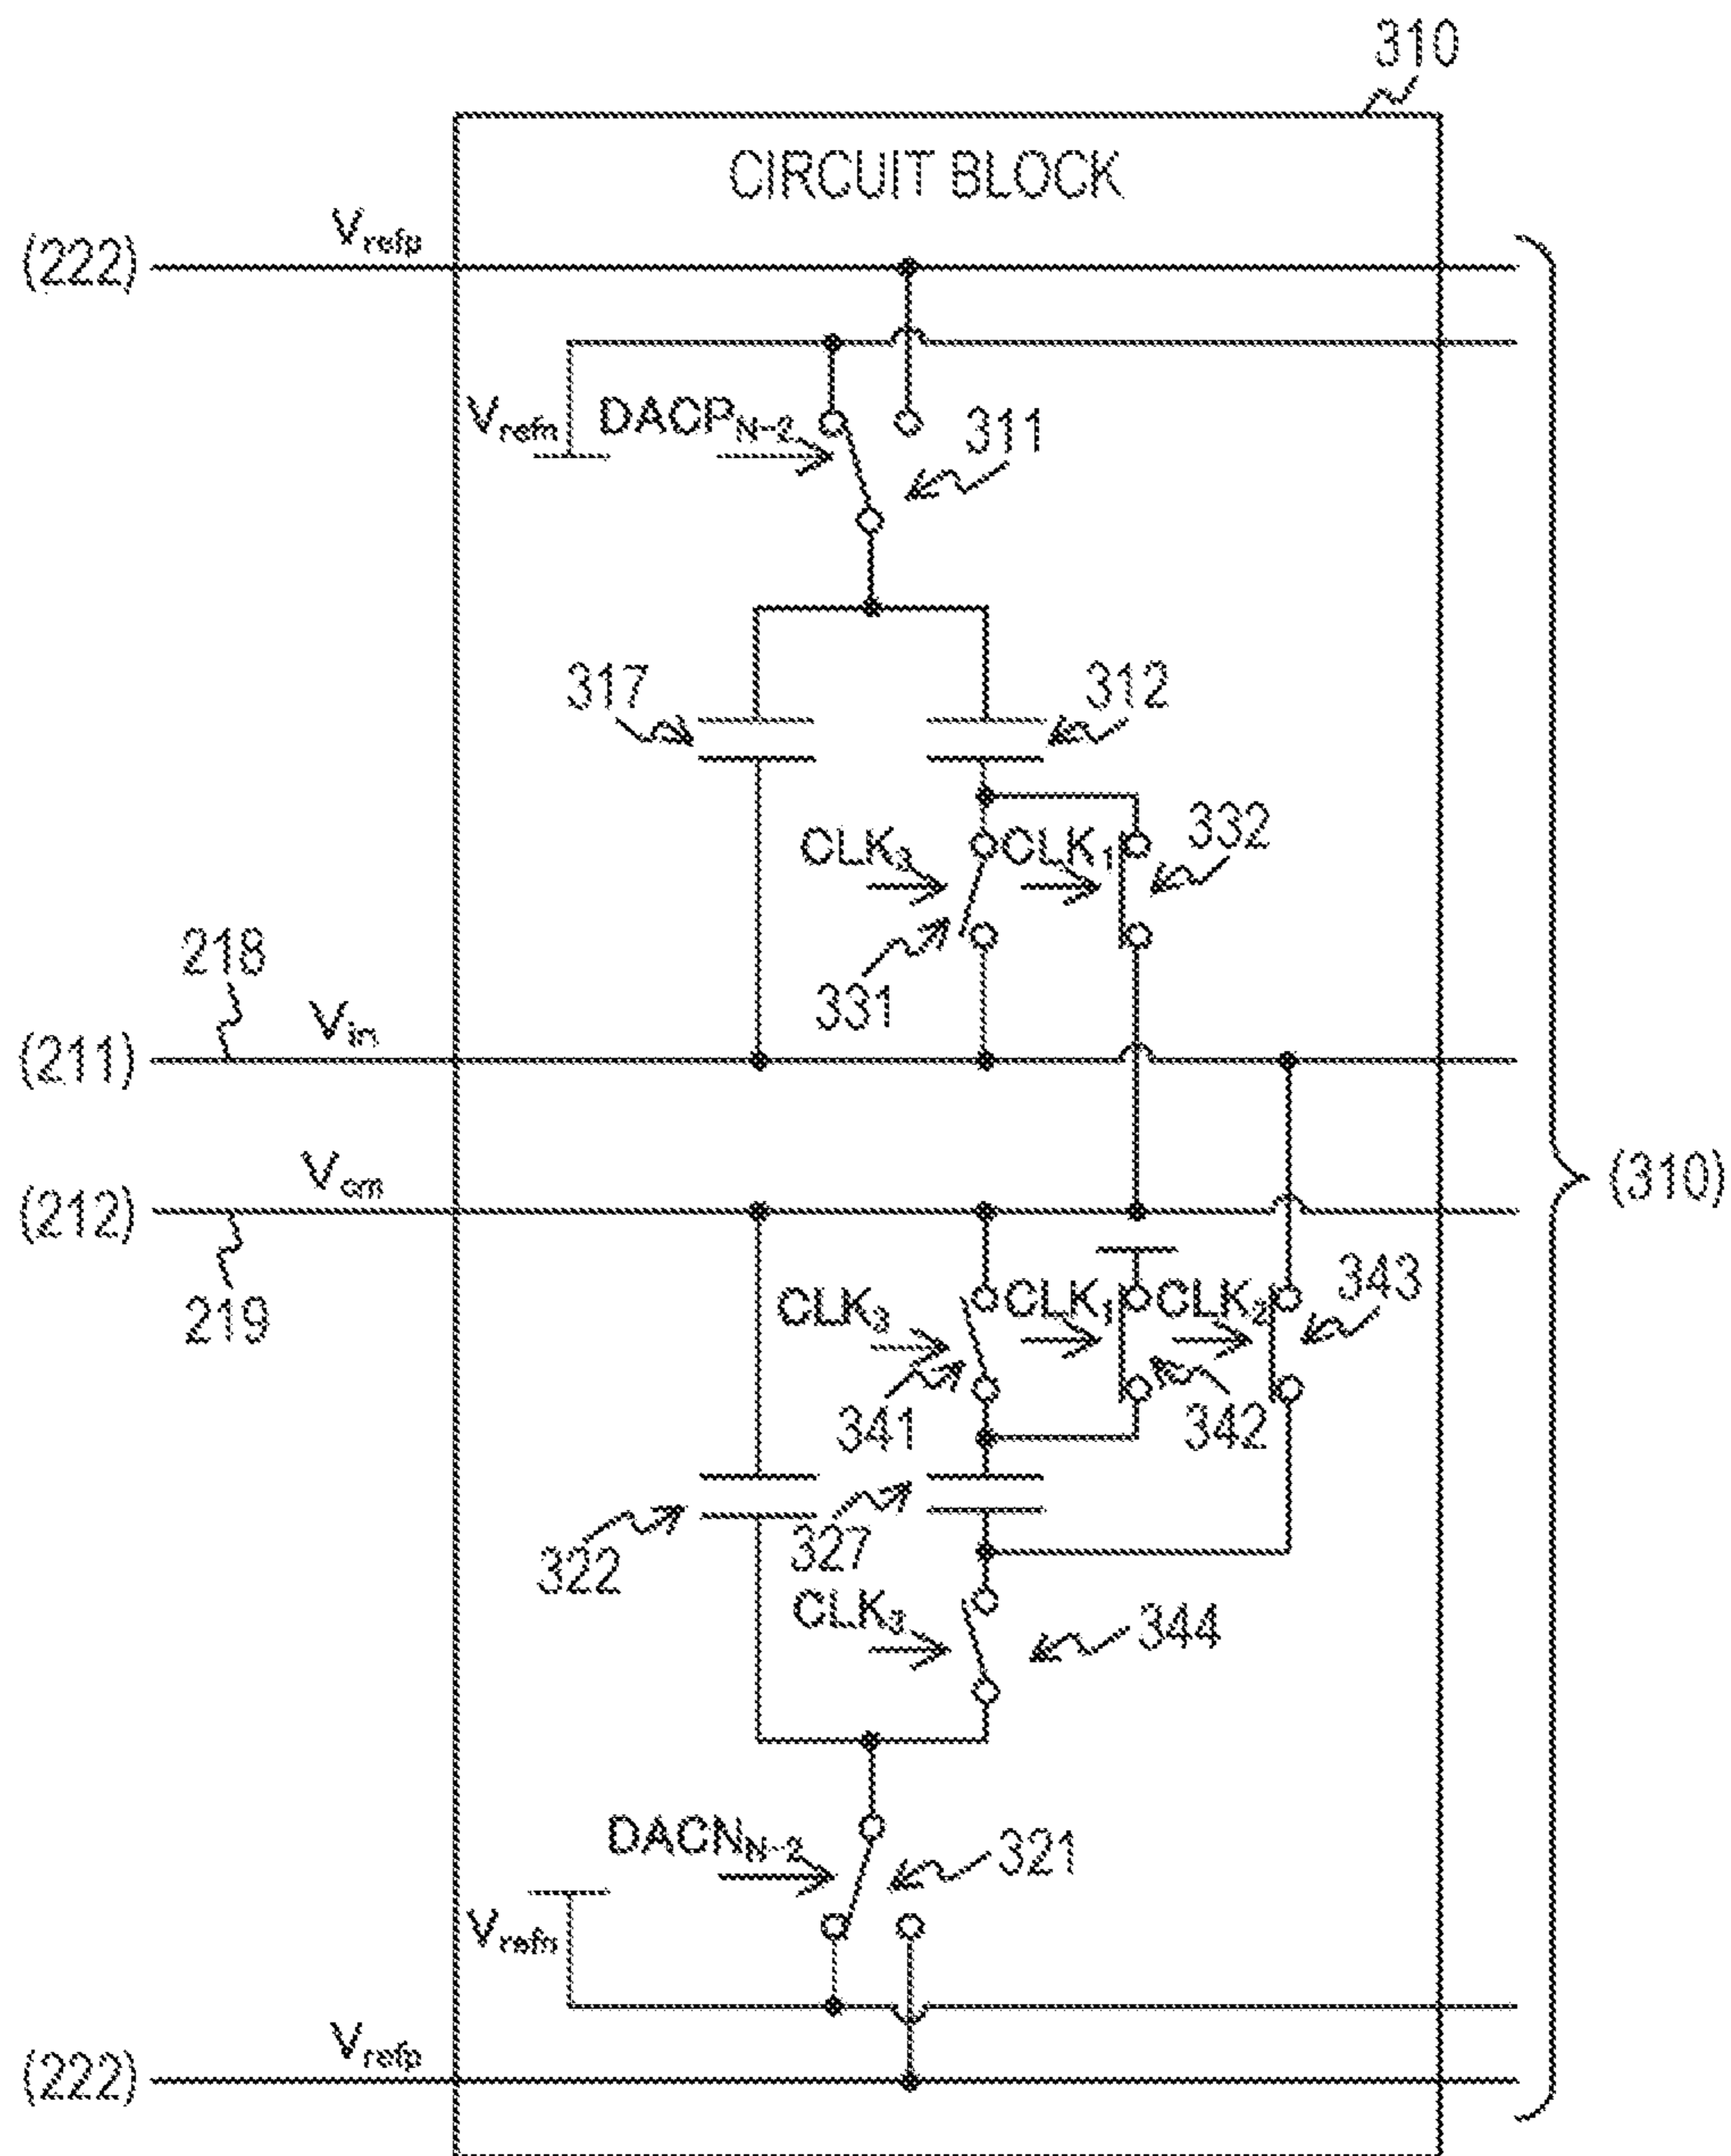 310
CIRCUIT BLOCK
(222)
Vrefp
Vrefn
DACPN-2
311
317
312
CLK3
CLK1
332
331
218
Vin
(211)
Vcm
(212)
(310)
219
CLK3
CLK1
CLK2
343
341
342
322
327
CLK3
344
DACNN-2
321
Vrefn
Vrefp
(222)